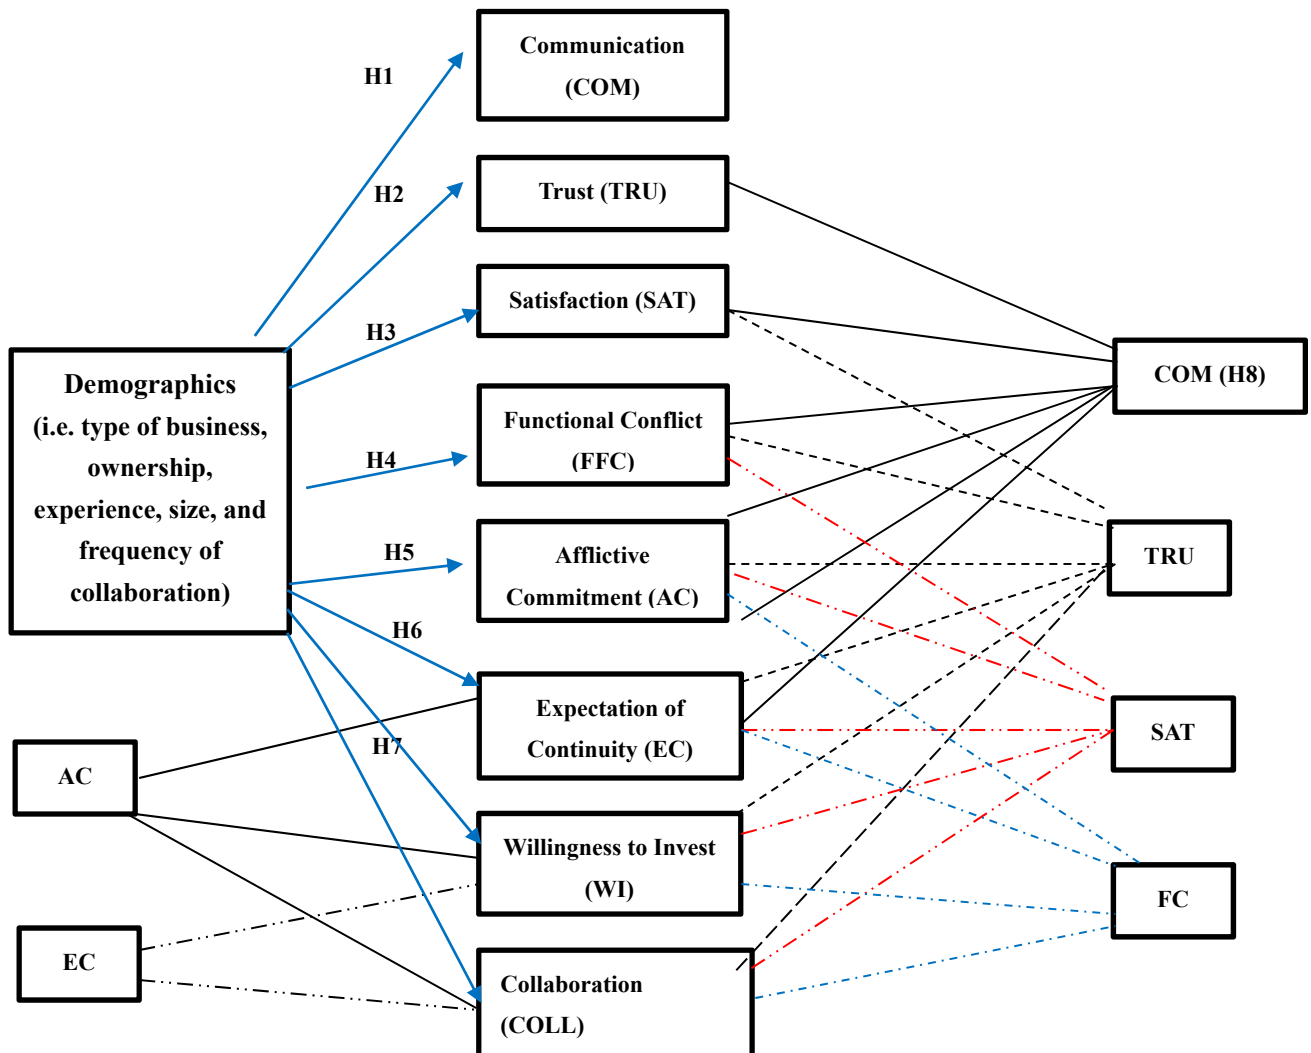 Communication
(COM)
H1
Trust (TRU)
H2
Satisfaction (SAT)
H3
Demographics
(i.e. type of business,
ownership,
experience, size, and
frequency of
collaboration)
COM (H8)
Functional Conflict
(FFC)
H4
Afflictive
Commitment (AC)
H5
TRU
H6
Expectation of
Continuity (EC)
H7
SAT
AC
Willingness to Invest
(WI)
FC
EC
Collaboration
(COLL)